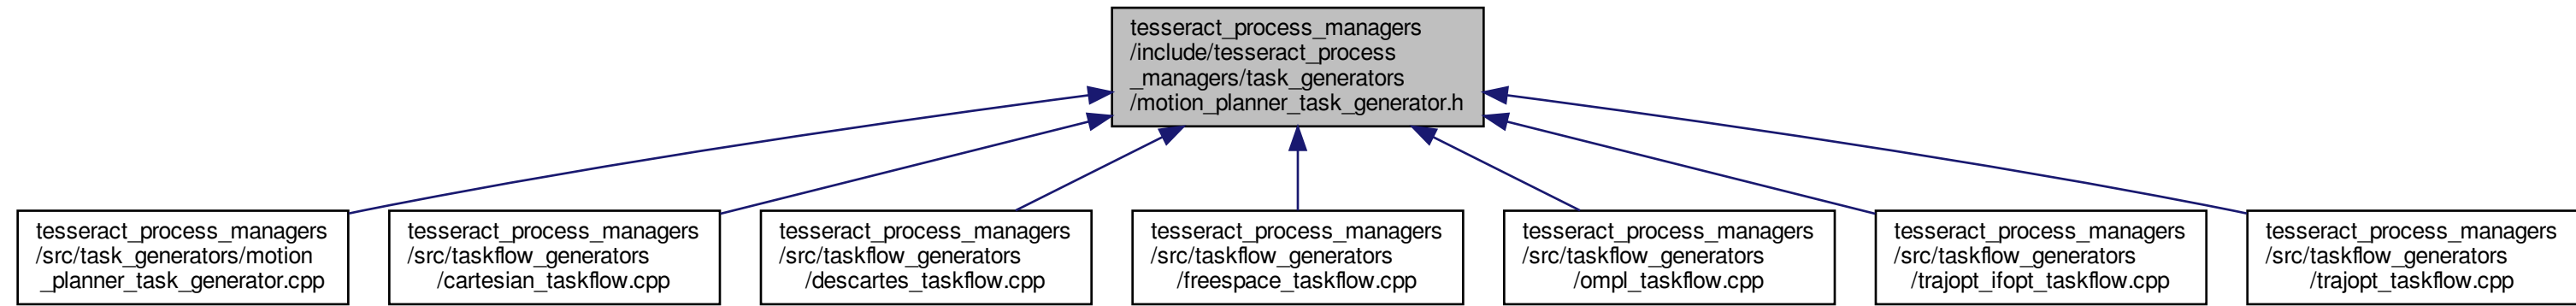 tesseract_process_managers
/include/tesseract_process
_managers/task_generators
/motion_planner_task_generator.h
tesseract_process_managers
/src/task_generators/motion
_planner_task_generator.cpp
tesseract_process_managers
/src/taskflow_generators
/cartesian_taskflow.cpp
tesseract_process_managers
/src/taskflow_generators
/descartes_taskflow.cpp
tesseract_process_managers
/src/taskflow_generators
/freespace_taskflow.cpp
tesseract_process_managers
/src/taskflow_generators
/ompl_taskflow.cpp
tesseract_process_managers
/src/taskflow_generators
/trajopt_ifopt_taskflow.cpp
tesseract_process_managers
/src/taskflow_generators
/trajopt_taskflow.cpp